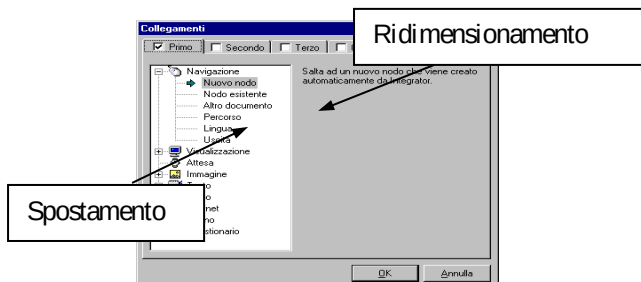 Collegamenti
Ridimensionamento
Primo Secondo Terzo
Navigazione
Nuovo nodo
Nodo esistente
Altro documento
Percorso
Lingua
Uscita
Visualizzazione
Attesa
Immagine
Salta ad un nuovo nodo che viene creato
automaticamente da Integrator.
Spostamento
OK Annulla